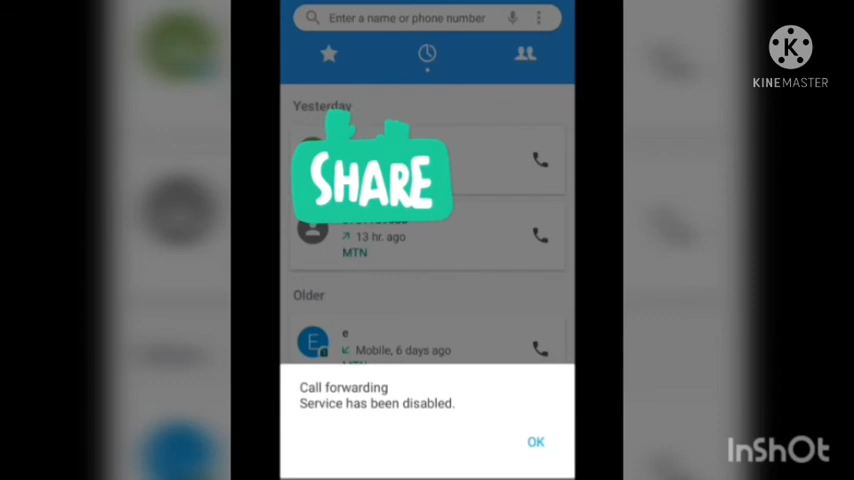 Enter a name or phone number
K
KINEMASTER
Yesterday
SHARE
13 hr. ago
MTN
Older
e
E
Mobile, 6 days ago
Call forwarding
Service has been disabled.
OK
InShOt